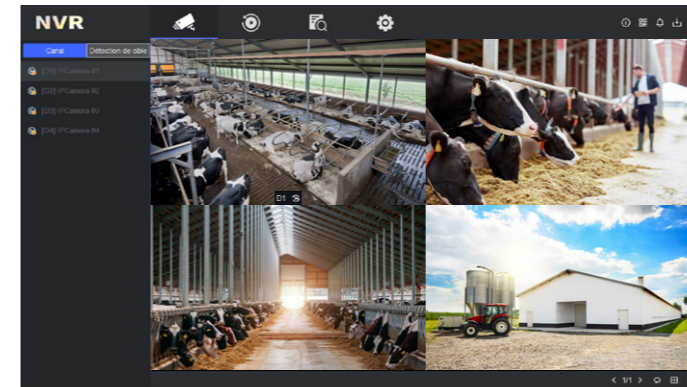 NVR
Canal Détection de cible
[D1] IPCamera 01
[D2] IPCamera 02
[D3] IPCamera 03
[D4] IPCamera 04
D1
1/1